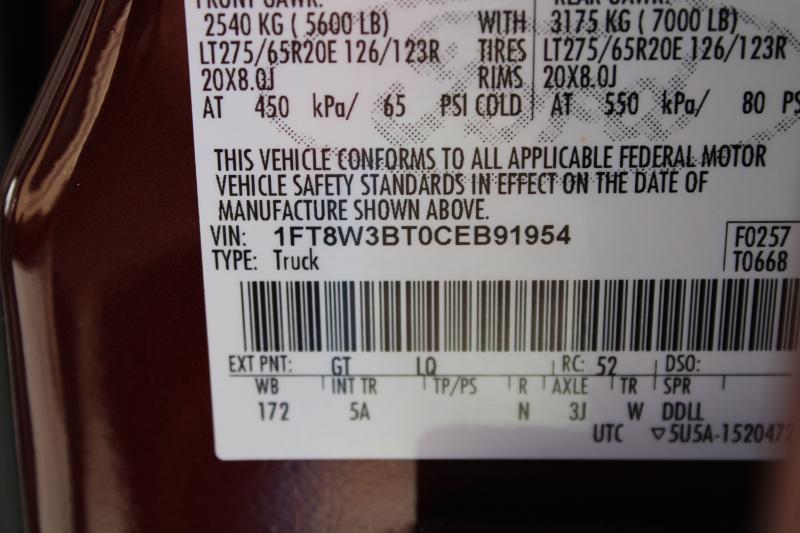 FRONT GAWR: REAR GAWR:
2540 KG ( 5600 LB) WITH 3175 KG ( 7000 LB)
LT275/65R20E 126/123R TIRES LT275/65R20E 126/123R
20X8.0J RIMS 20X8.0J
AT 450 kPa/ 65 PSI COLD AT 550 kPa/ 80 PS
THIS VEHICLE CONFORMS TO ALL APPLICABLE FEDERAL MOTOR
VEHICLE SAFETY STANDARDS IN EFFECT ON THE DATE OF
MANUFACTURE SHOWN ABOVE.
VIN: 1FT8W3BT0CEB91954 F0257
TYPE: Truck T0668
EXT PNT: GT LQ RC: 52 DSO:
WB INT TR TP/PS R AXLE TR SPR
172 5A N 3J W DDLL
UTC ▽5U5A-1520472